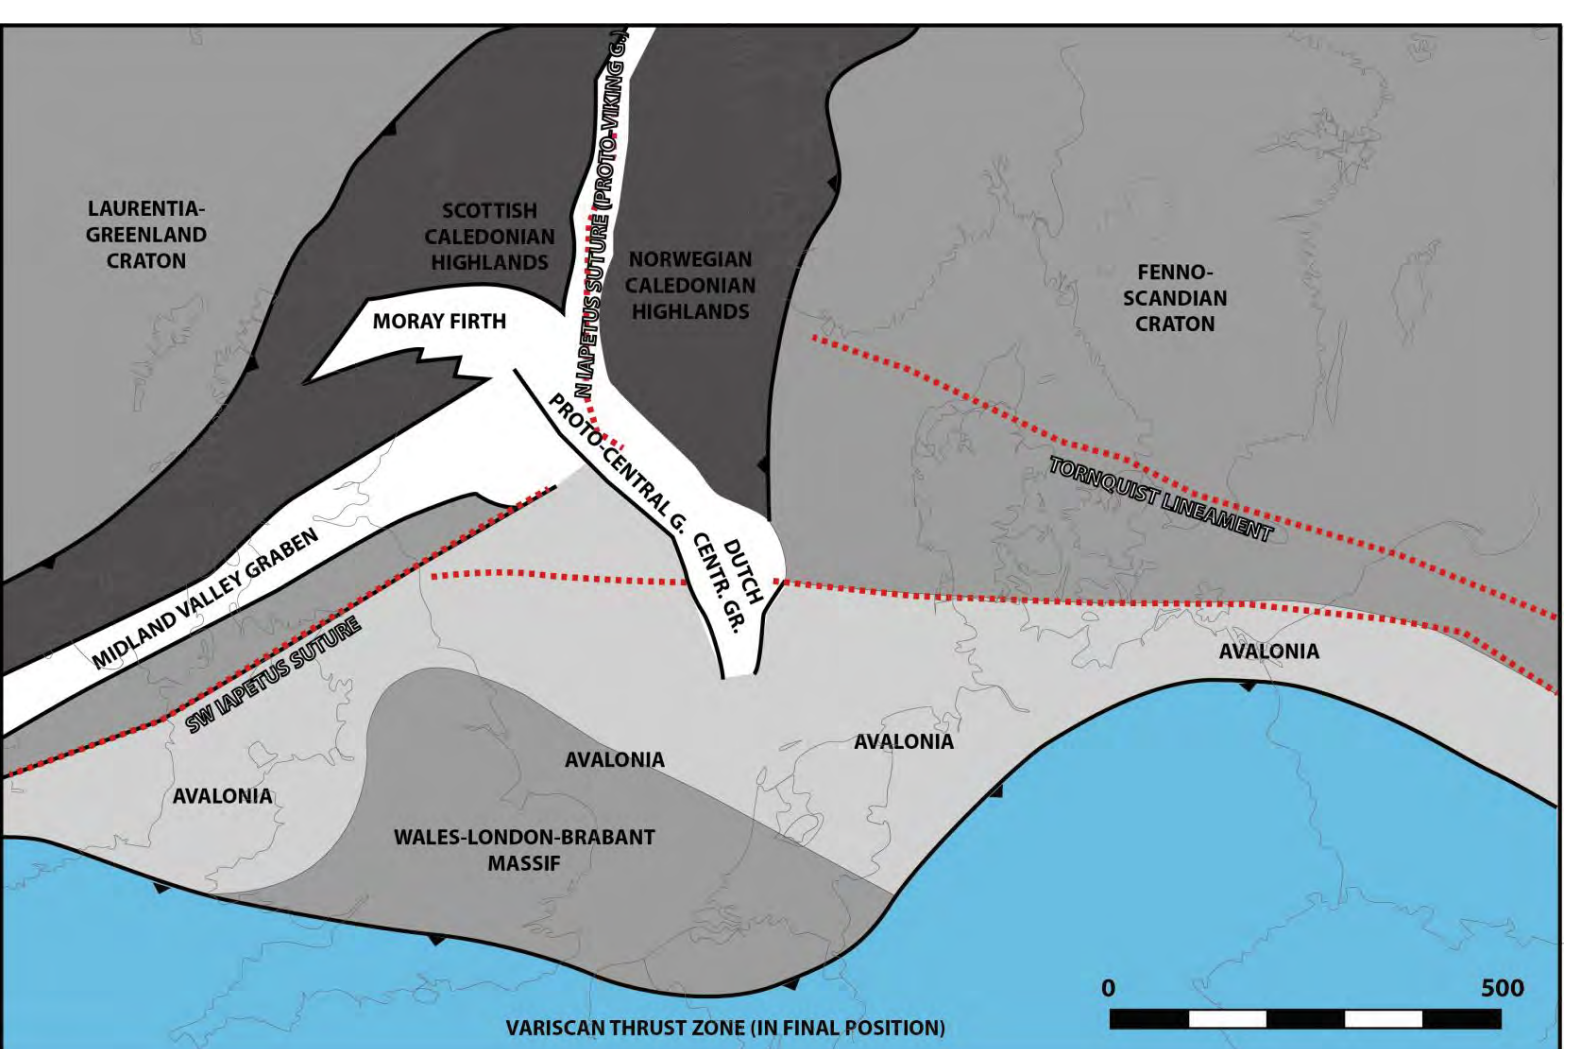 N IAPETUS SUTURE (PROTO-VIKING G.)
LAURENTIA-
GREENLAND
CRATON
SCOTTISH
CALEDONIAN
HIGHLANDS
NORWEGIAN
CALEDONIAN
HIGHLANDS
FENNO-
SCANDIAN
CRATON
MORAY FIRTH
PROTO-CENTRAL G.
TORNQUIST LINEAMENT
DUTCH
CENTR. GR.
MIDLAND VALLEY GRABEN
SW IAPETUS SUTURE
AVALONIA
AVALONIA
AVALONIA
AVALONIA
WALES-LONDON-BRABANT
MASSIF
0 500
VARISCAN THRUST ZONE (IN FINAL POSITION)